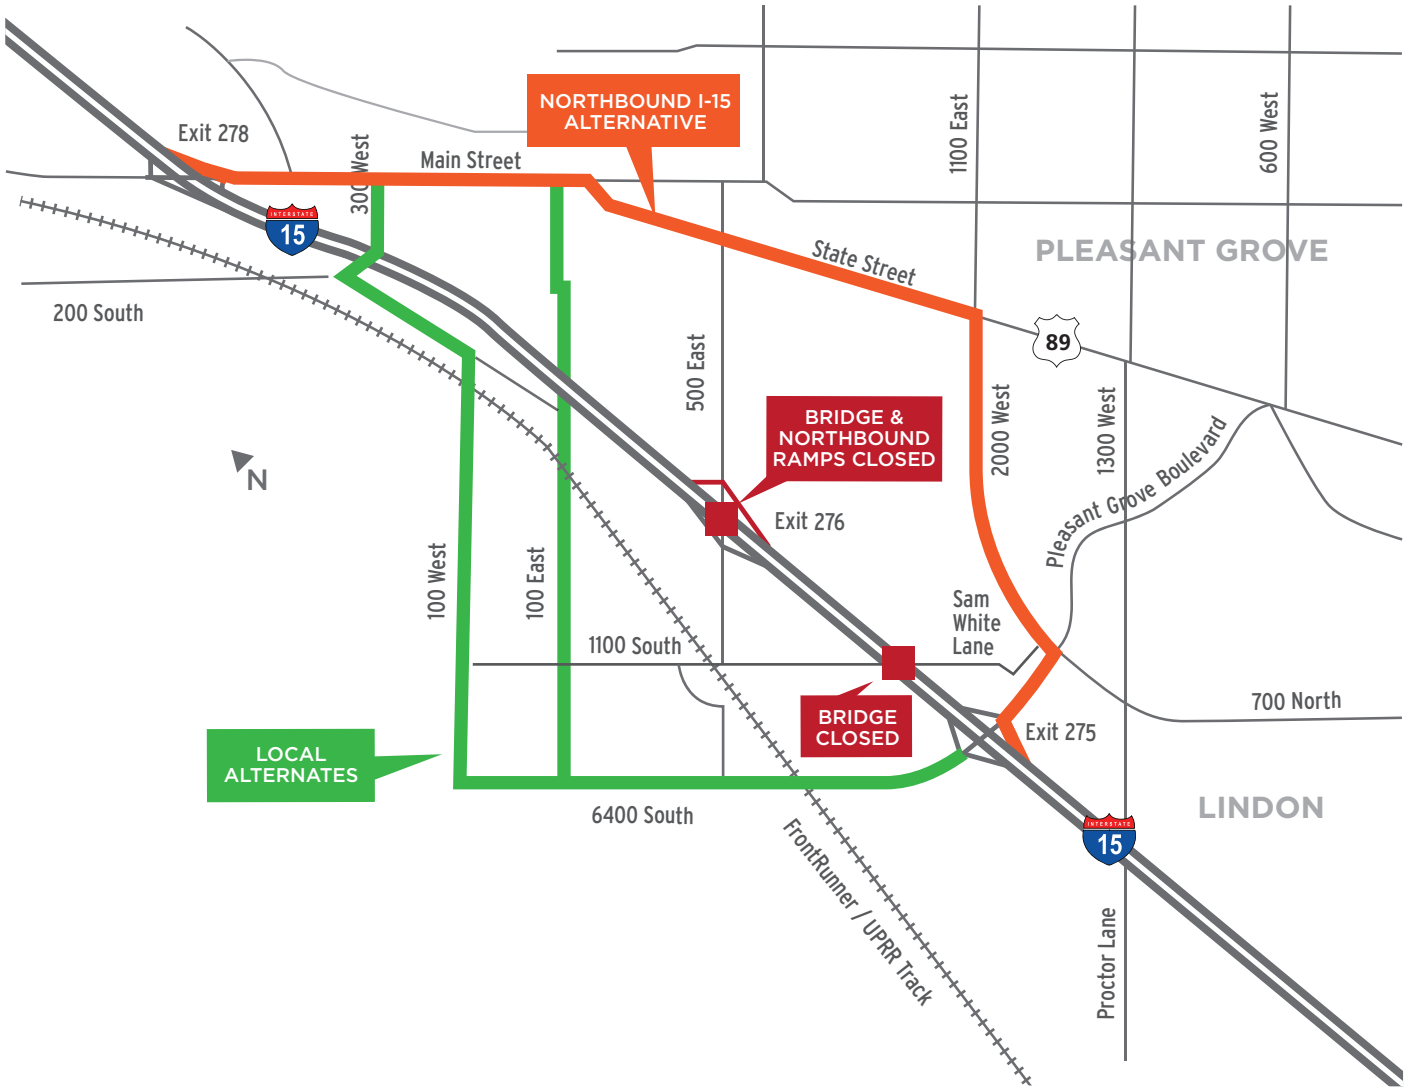 NORTHBOUND I-15
ALTERNATIVE
Exit 278
300 West
Main Street
1100 East
600 West
INTERSTATE
15
State Street
PLEASANT GROVE
200 South
89
500 East
BRIDGE &
NORTHBOUND
RAMPS CLOSED
2000 West
1300 West
Pleasant Grove Boulevard
N
Exit 276
100 West
100 East
Sam
White
Lane
1100 South
700 North
BRIDGE
CLOSED
Exit 275
LOCAL
ALTERNATES
6400 South
LINDON
INTERSTATE
15
FrontRunner / UPRR Track
Proctor Lane